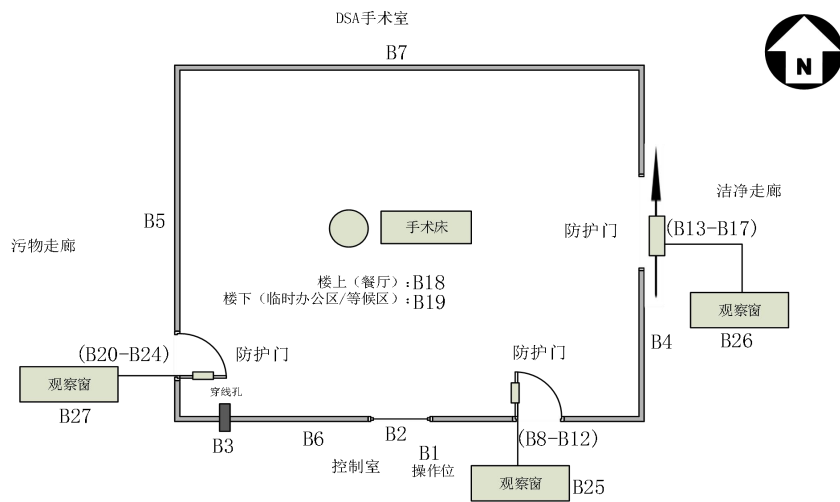 DSA手术室
B7
N
洁净走廊
B5
防护门
(B13-B17)
手术床
污物走廊
楼上（餐厅）:B18
楼下（临时办公区/等候区）:B19
观察窗
B26
B4
(B20-B24)
防护门
防护门
观察窗
B27
穿线孔
B3
B6
B2
B1
操作位
(B8-B12)
控制室
观察窗
B25